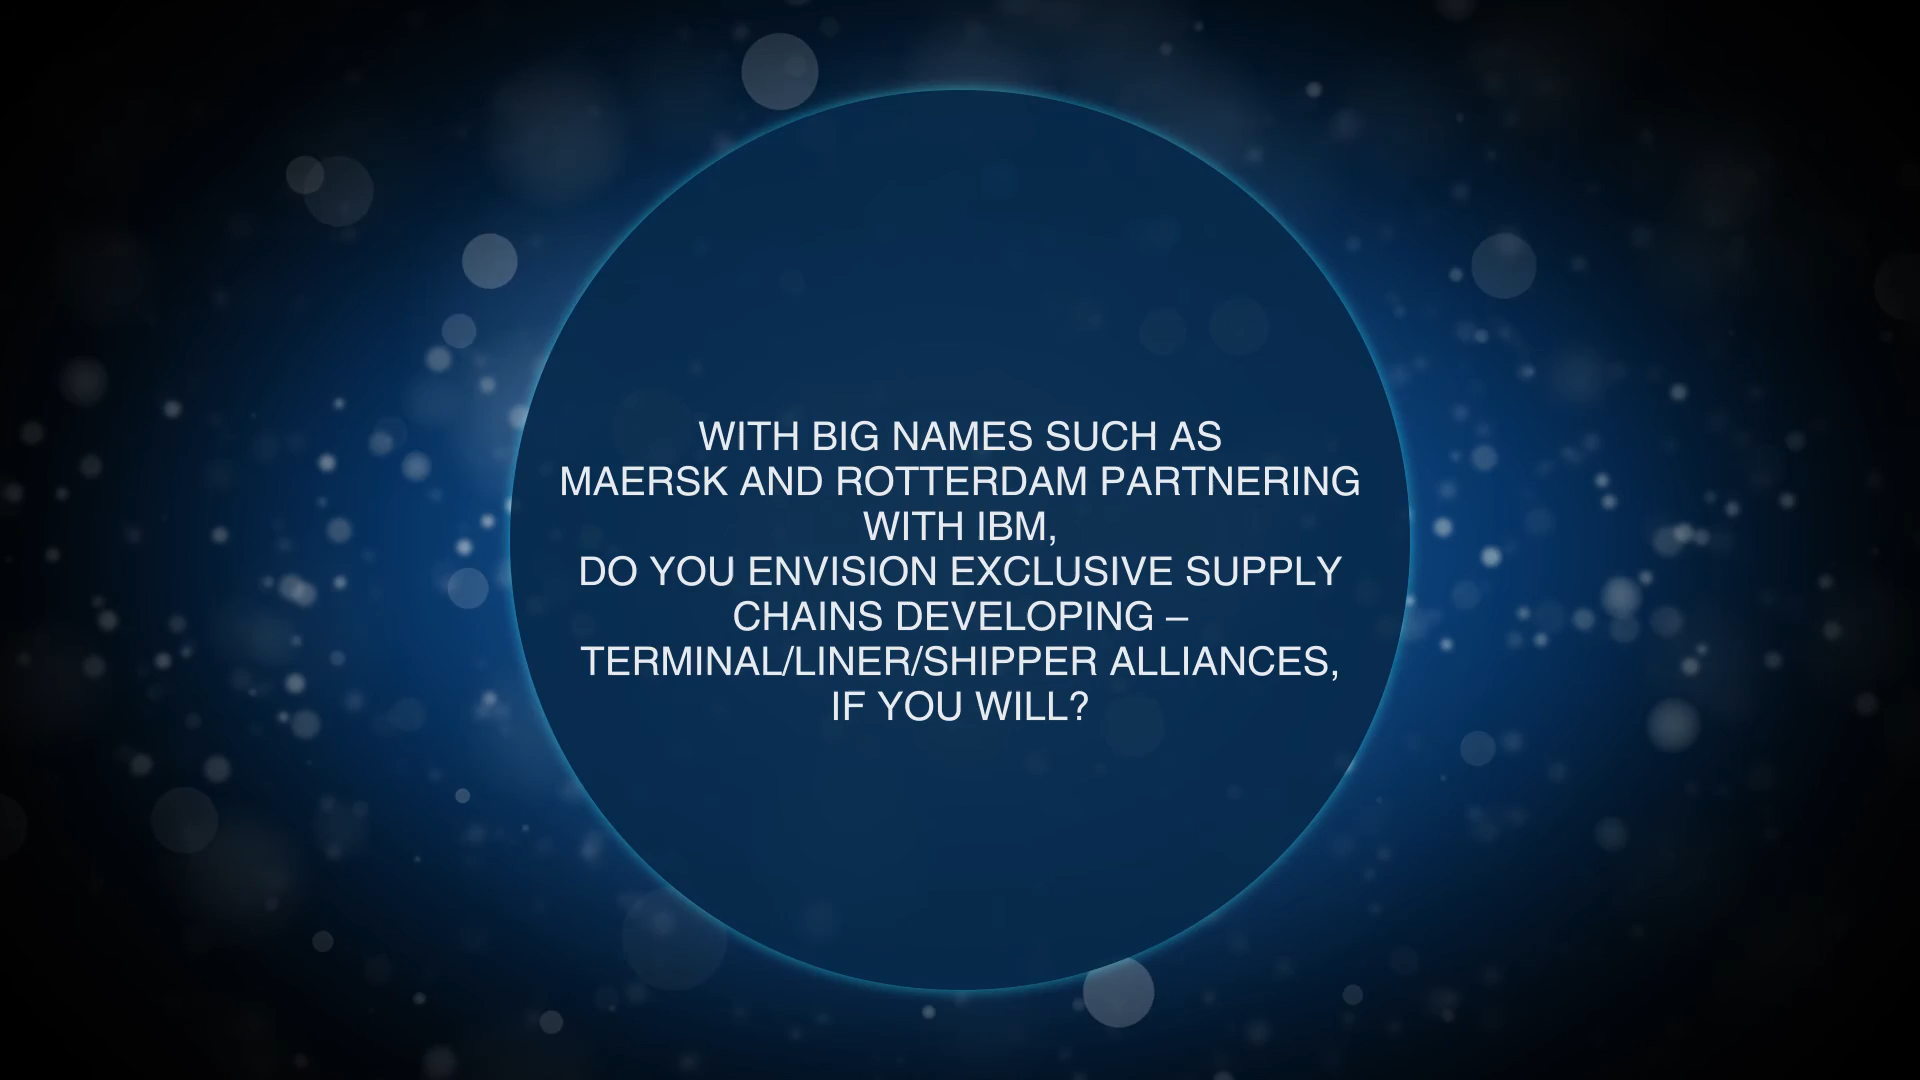 WITH BIG NAMES SUCH AS
MAERSK AND ROTTERDAM PARTNERING
WITH IBM,
DO YOU ENVISION EXCLUSIVE SUPPLY
CHAINS DEVELOPING –
TERMINAL/LINER/SHIPPER ALLIANCES,
IF YOU WILL?